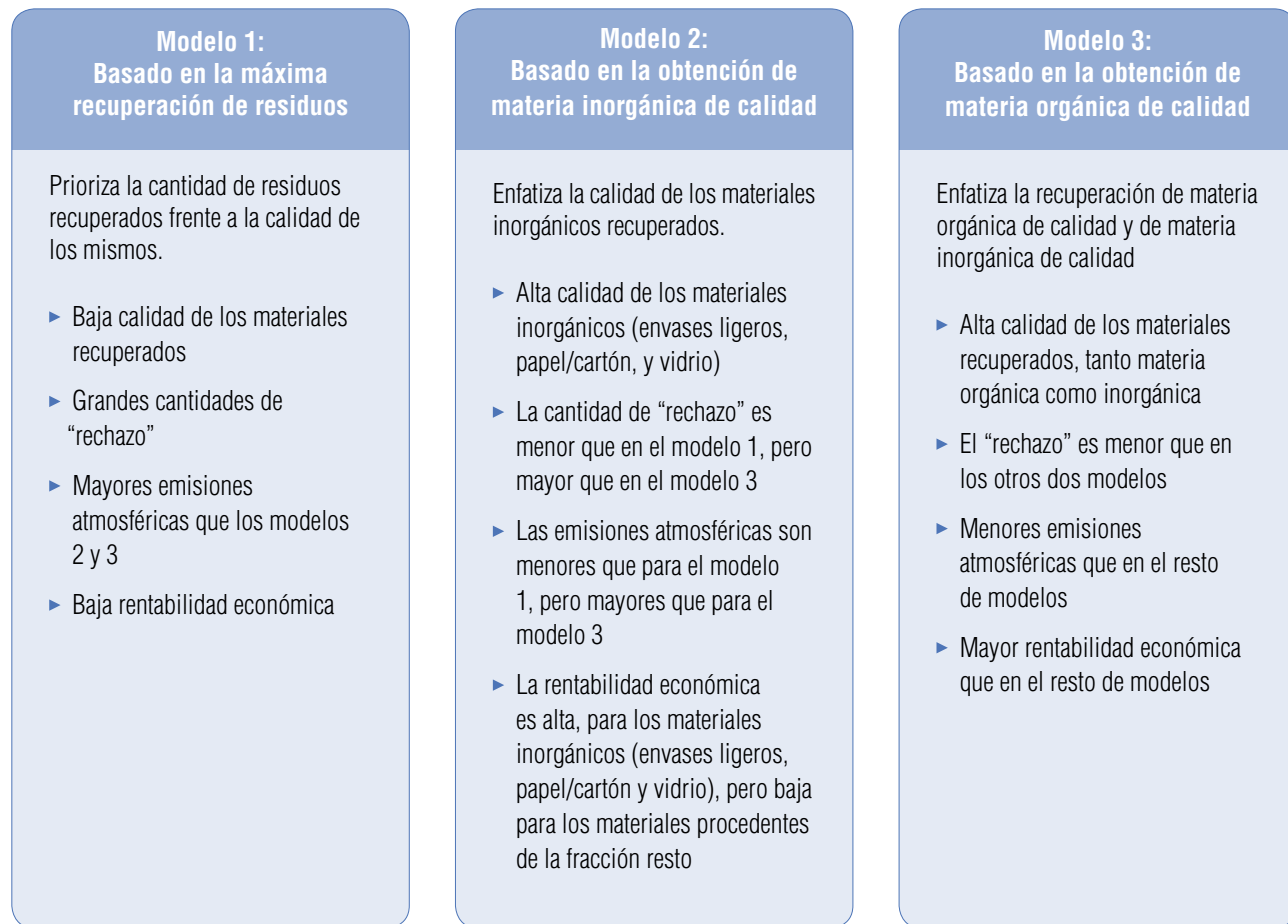 Modelo 1:
Basado en la máxima
recuperación de residuos
Prioriza la cantidad de residuos
recuperados frente a la calidad de
los mismos.
► Baja calidad de los materiales
recuperados
► Grandes cantidades de
“rechazo”
► Mayores emisiones
atmosféricas que los modelos
2 y 3
► Baja rentabilidad económica
Modelo 2:
Basado en la obtención de
materia inorgánica de calidad
Enfatiza la calidad de los materiales
inorgánicos recuperados.
► Alta calidad de los materiales
inorgánicos (envases ligeros,
papel/cartón, y vidrio)
► La cantidad de “rechazo” es
menor que en el modelo 1, pero
mayor que en el modelo 3
► Las emisiones atmosféricas son
menores que para el modelo
1, pero mayores que para el
modelo 3
► La rentabilidad económica
es alta, para los materiales
inorgánicos (envases ligeros,
papel/cartón y vidrio), pero baja
para los materiales procedentes
de la fracción resto
Modelo 3:
Basado en la obtención de
materia orgánica de calidad
Enfatiza la recuperación de materia
orgánica de calidad y de materia
inorgánica de calidad
► Alta calidad de los materiales
recuperados, tanto materia
orgánica como inorgánica
► El “rechazo” es menor que en
los otros dos modelos
► Menores emisiones
atmosféricas que en el resto
de modelos
► Mayor rentabilidad económica
que en el resto de modelos